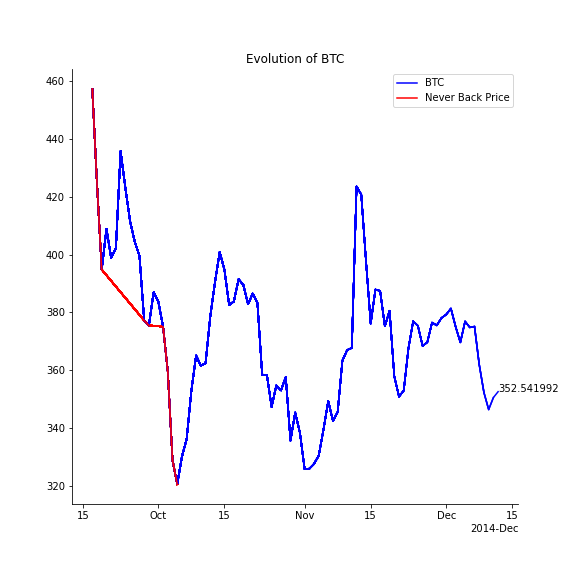 Evolution of BTC
BTC
Never Back Price
460
440
420
400
380
360
340
320
352.541992
15 Oct 15 Nov 15 Dec 15
2014-Dec